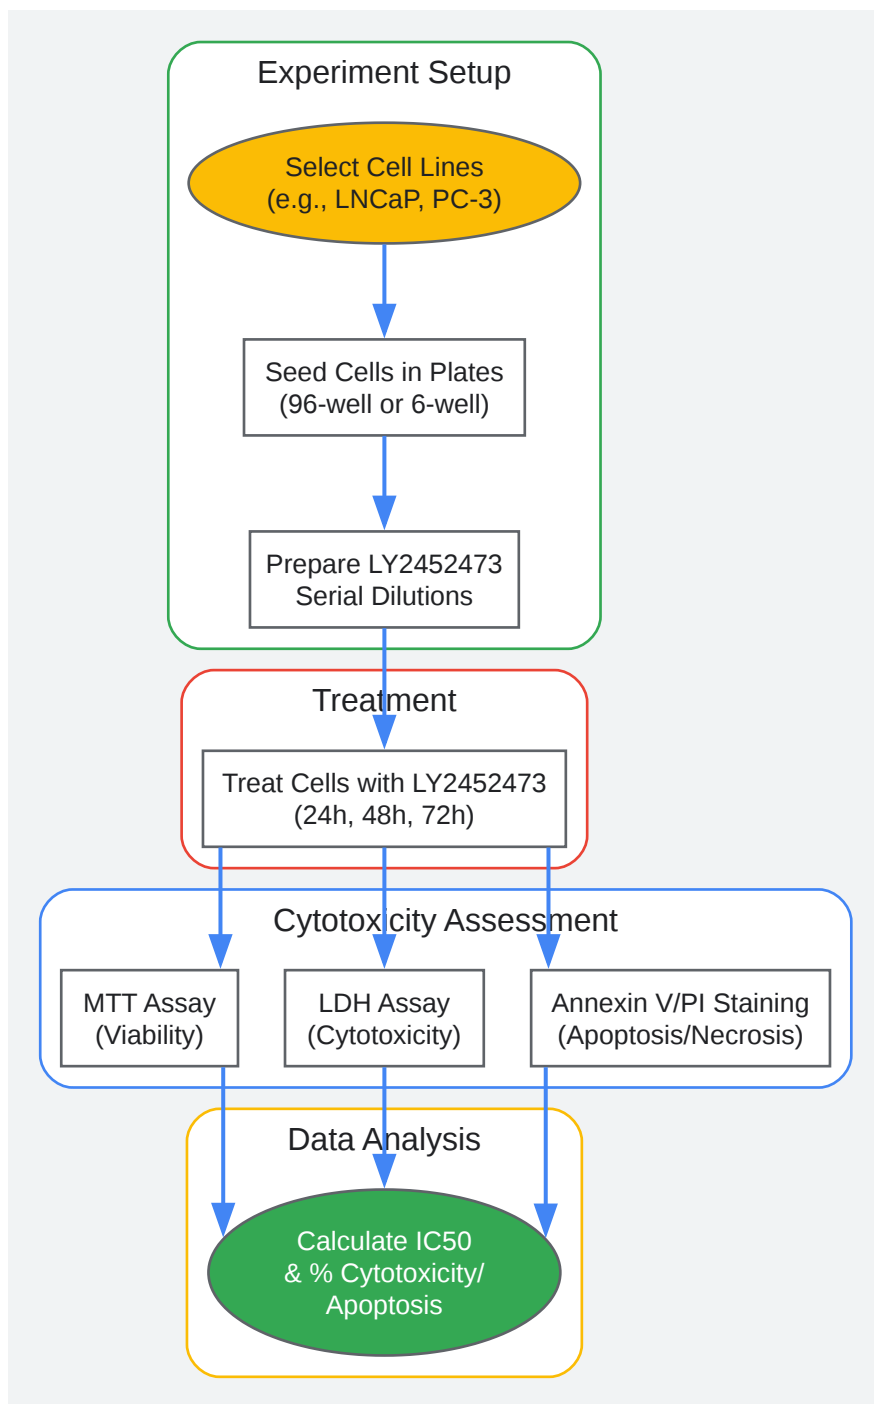 Experiment Setup
Select Cell Lines
(e.g., LNCaP, PC-3)
Seed Cells in Plates
(96-well or 6-well)
Prepare LY2452473
Serial Dilutions
Treatment
Treat Cells with LY2452473
(24h, 48h, 72h)
Cytotoxicity Assessment
MTT Assay
(Viability)
LDH Assay
(Cytotoxicity)
Annexin V/PI Staining
(Apoptosis/Necrosis)
Data Analysis
Calculate IC50
& % Cytotoxicity/
Apoptosis